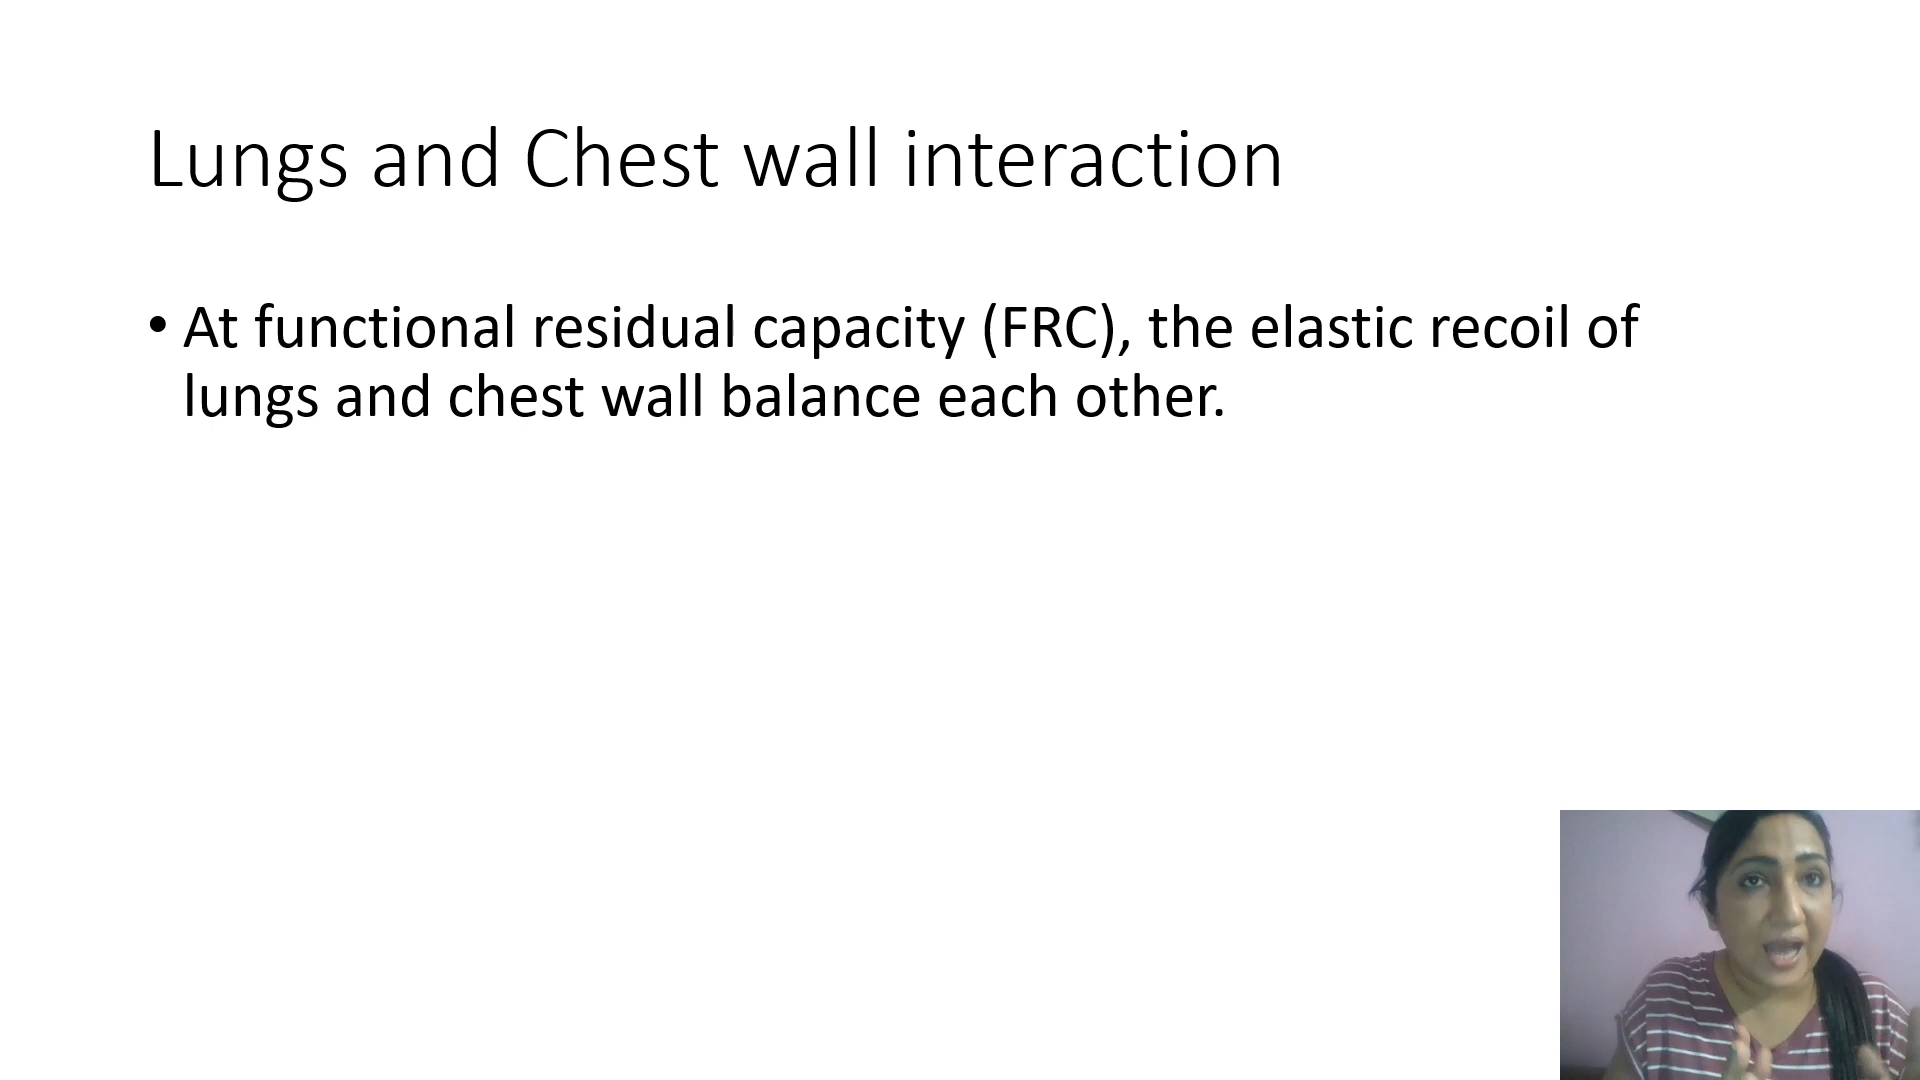 Lungs and Chest wall interaction
• At functional residual capacity (FRC), the elastic recoil of
lungs and chest wall balance each other.